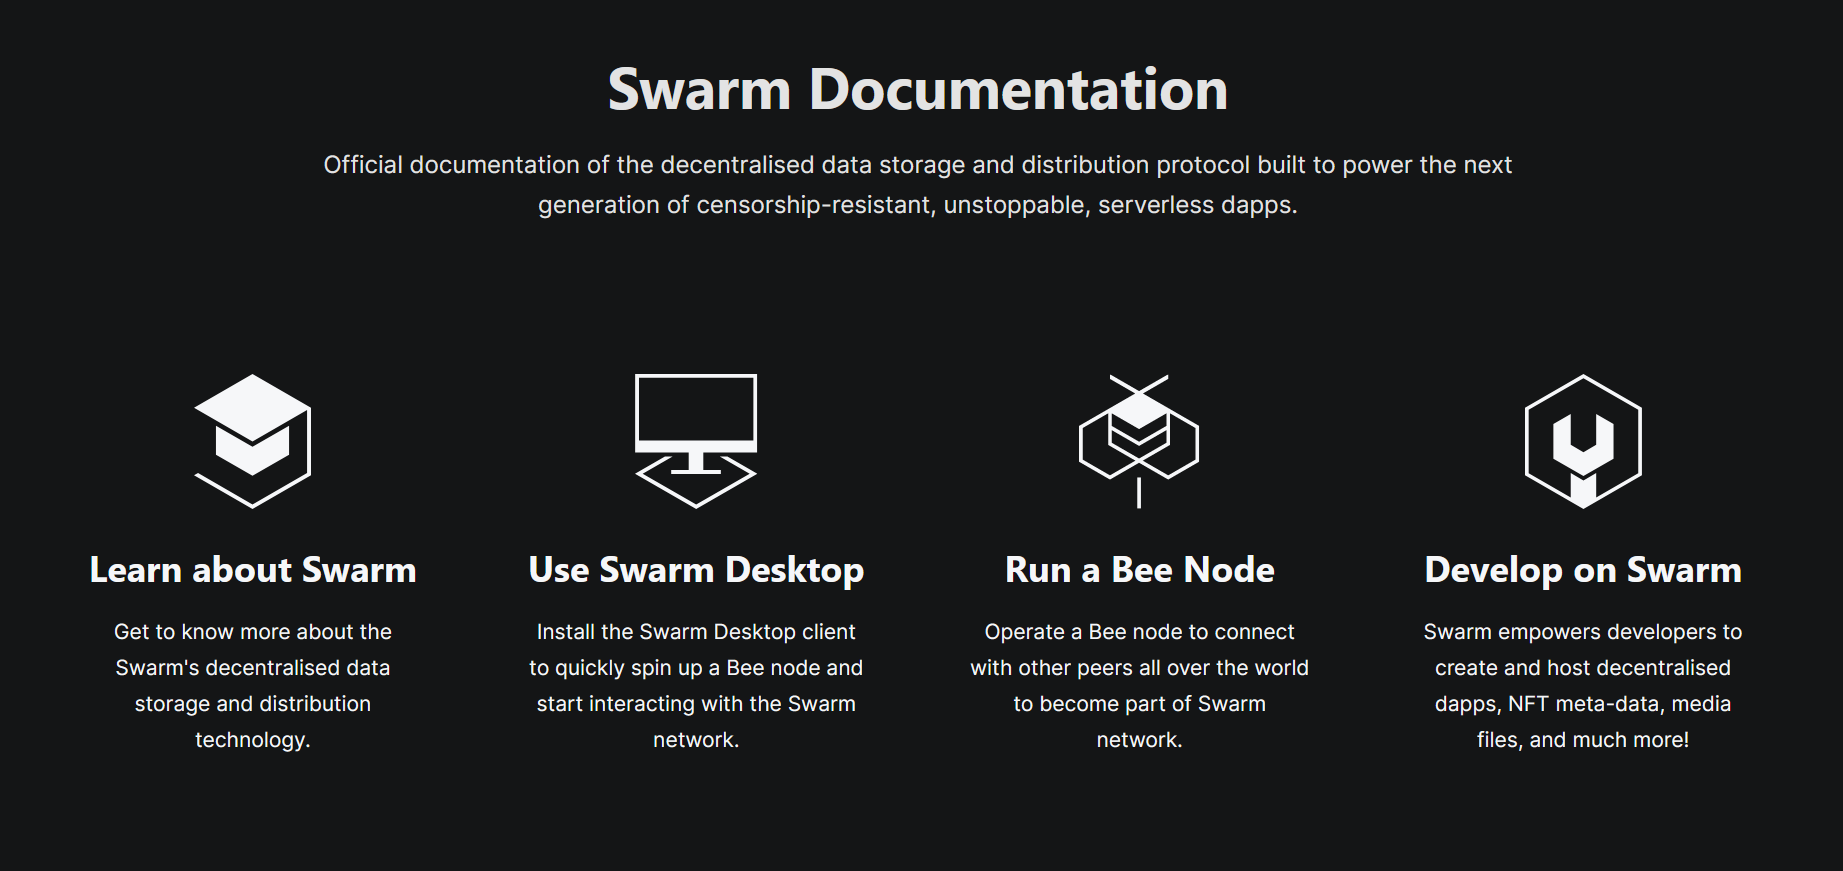 Swarm Documentation
Official documentation of the decentralised data storage and distribution protocol built to power the next
generation of censorship-resistant, unstoppable, serverless dapps.
Learn about Swarm
Get to know more about the
Swarm's decentralised data
storage and distribution
technology.
Use Swarm Desktop
Install the Swarm Desktop client
to quickly spin up a Bee node and
start interacting with the Swarm
network.
Run a Bee Node
Operate a Bee node to connect
with other peers all over the world
to become part of Swarm
network.
Develop on Swarm
Swarm empowers developers to
create and host decentralised
dapps, NFT meta-data, media
files, and much more!